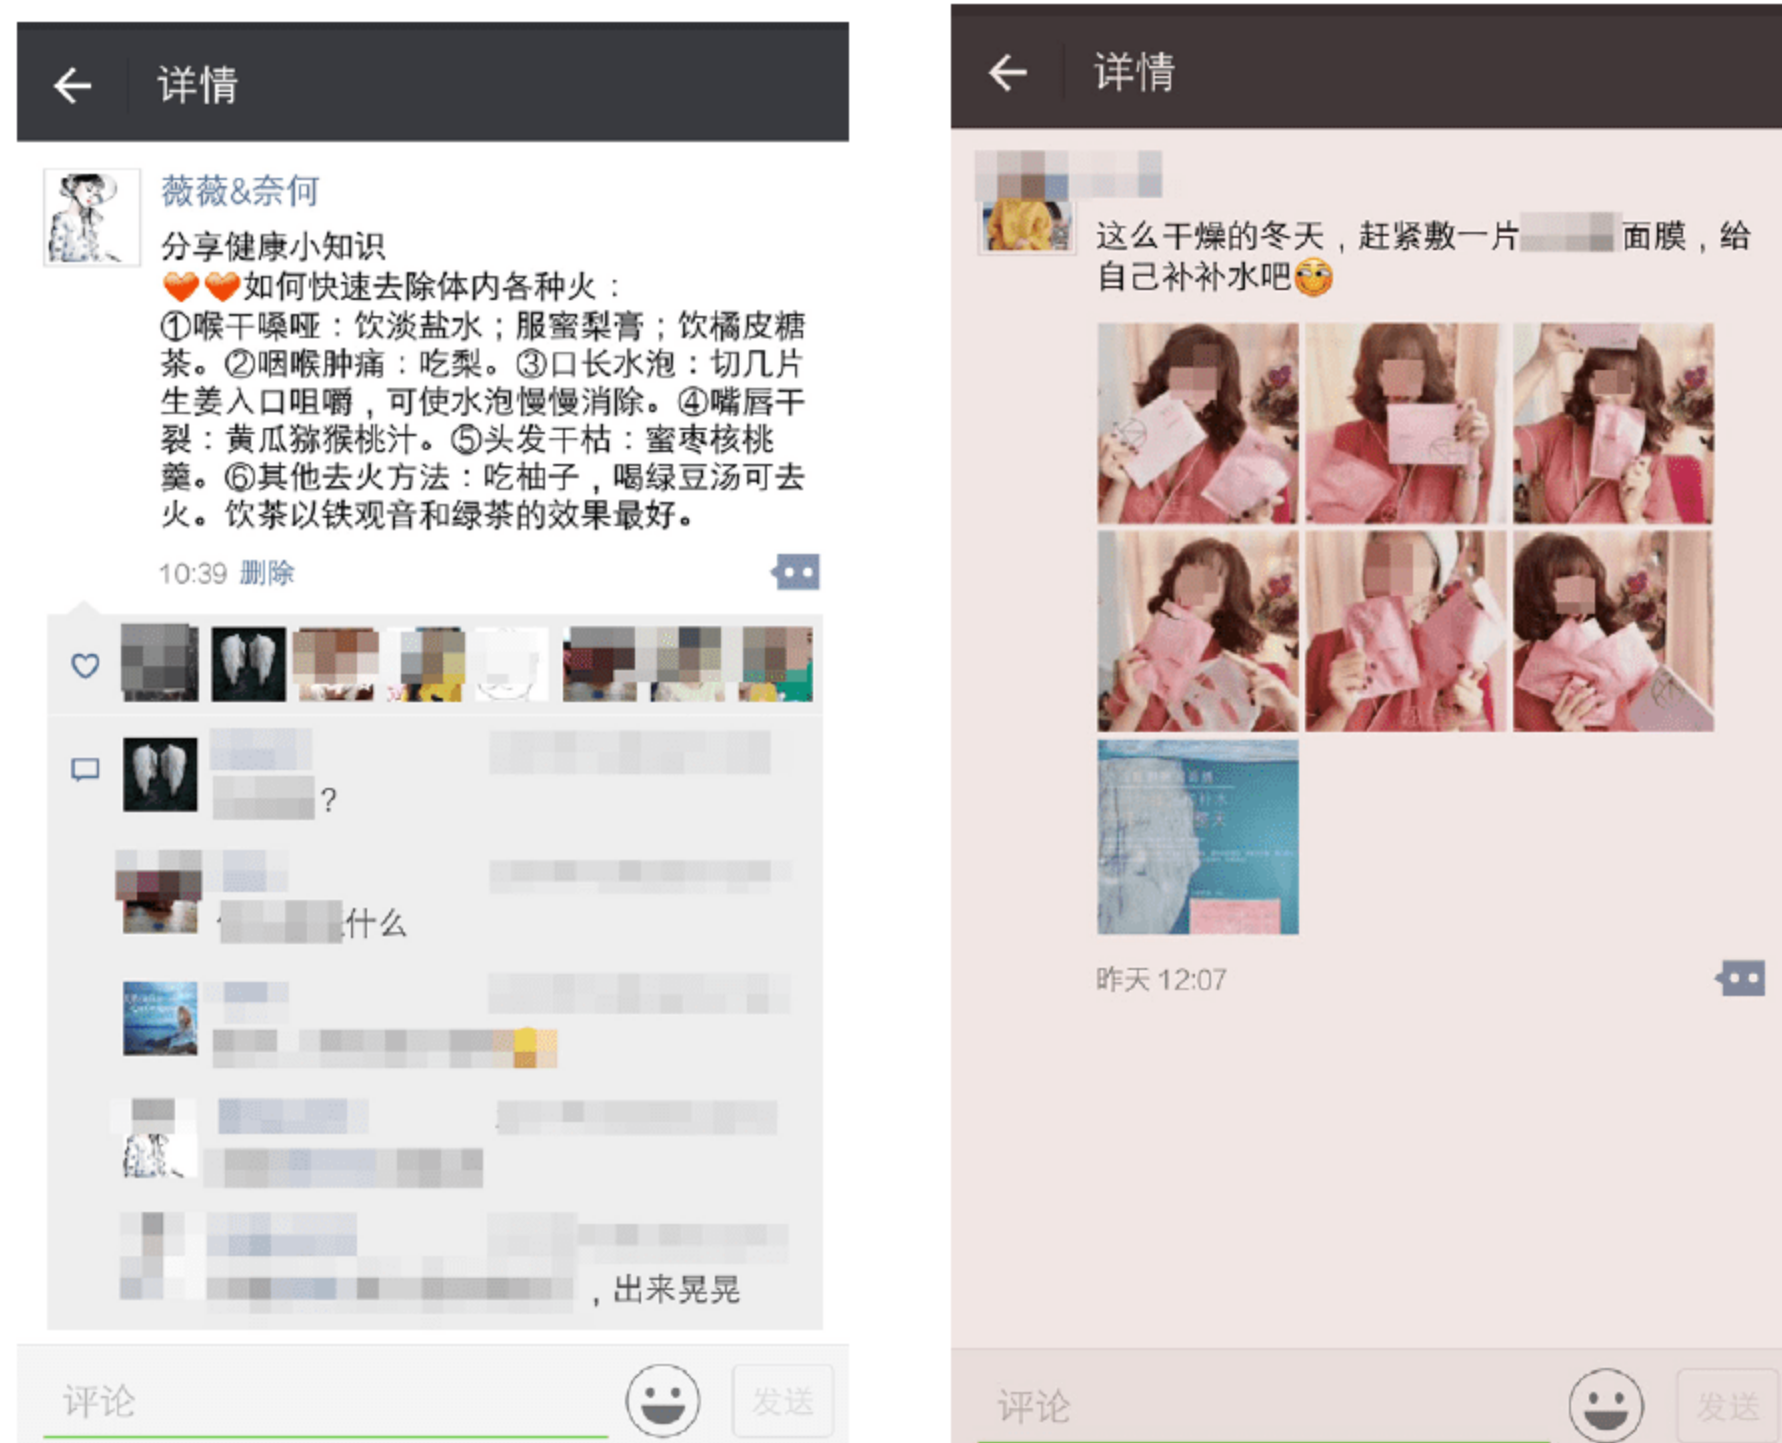 详情
薇薇&奈何
分享健康小知识
如何快速去除体内各种火：
①喉干嗓哑：饮淡盐水；服蜜梨膏；饮橘皮糖
茶。②咽喉肿痛：吃梨。③口长水泡：切几片
生姜入口咀嚼，可使水泡慢慢消除。④嘴唇干
裂：黄瓜猕猴桃汁。⑤头发干枯：蜜枣核桃
羹。⑥其他去火方法：吃柚子，喝绿豆汤可去
火。饮茶以铁观音和绿茶的效果最好。
10:39 删除
?
什么
，出来晃晃
评论
发送
详情
这么干燥的冬天，赶紧敷一片面膜，给
自己补补水吧
昨天 12:07
评论
发送